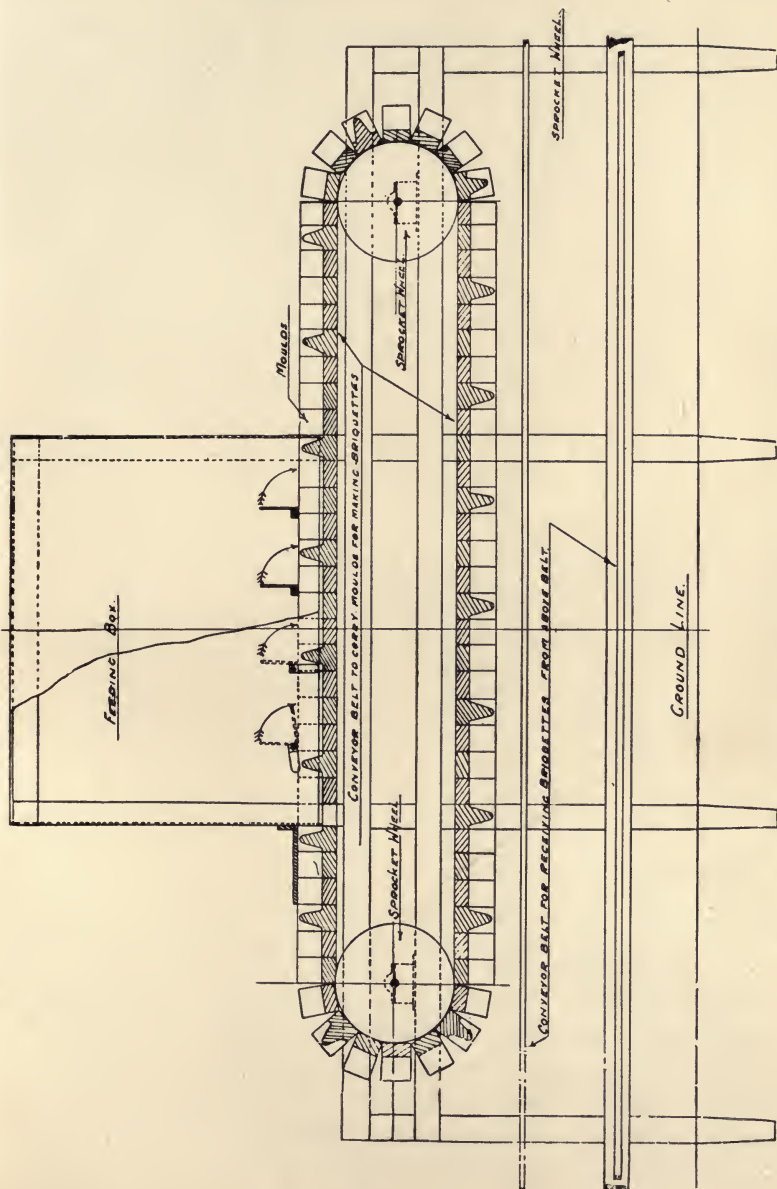 FEEDING BOX.
MOULDS
CONVEYOR BELT TO CARRY MOULDS FOR MAKING BRIQUETTES
SPROCKET WHEEL
SPROCKET WHEEL
SPROCKET WHEEL.
CONVEYOR BELT FOR RECEIVING BRIQUETTES FROM ABOVE BELT.
GROUND LINE.